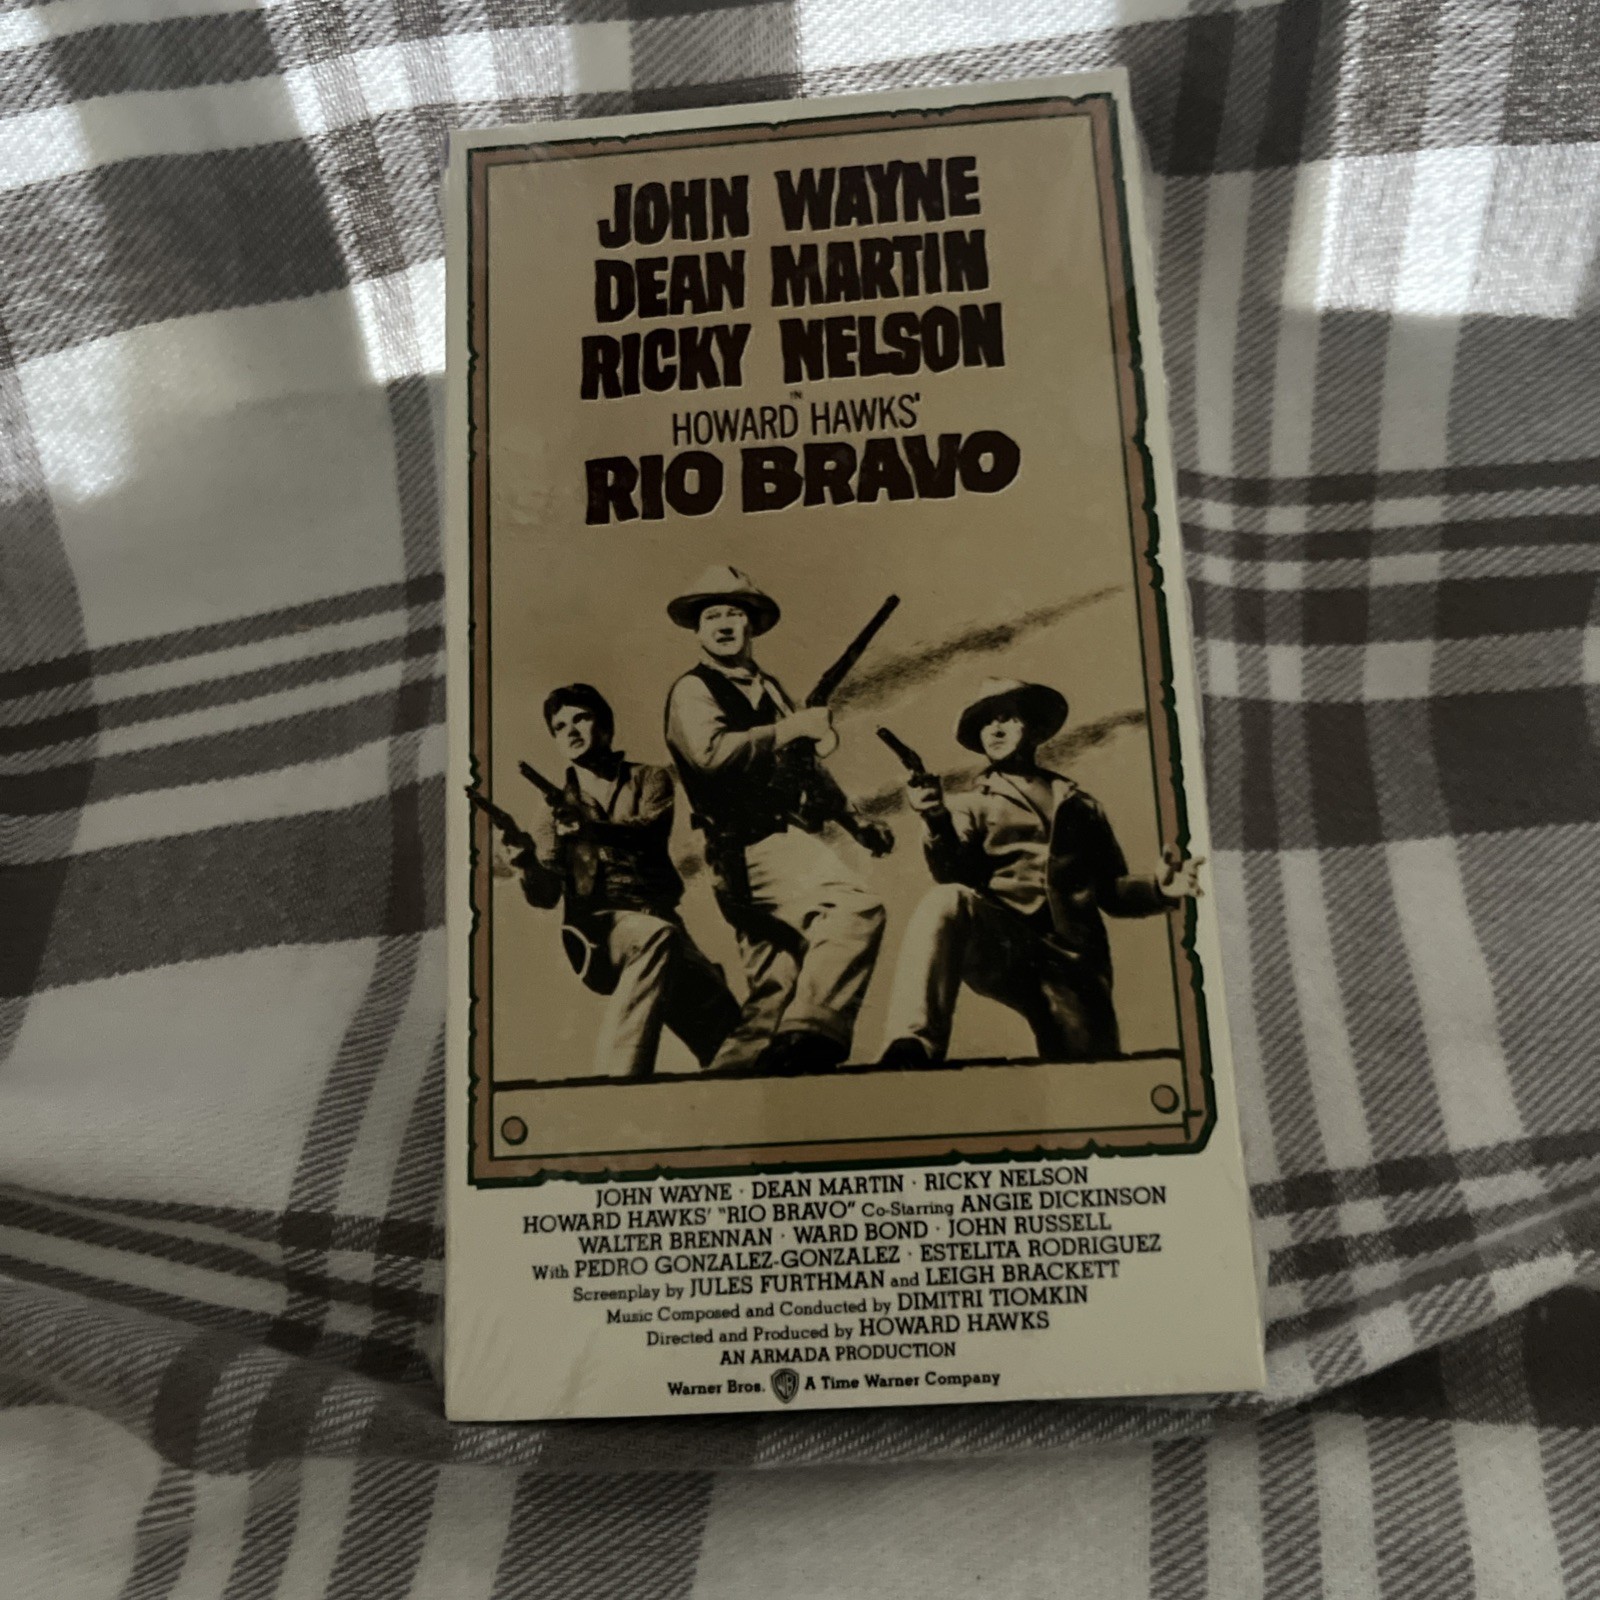 JOHN WAYNE
DEAN MARTIN
RICKY NELSON
IN
HOWARD HAWKS'
RIO BRAVO
JOHN WAYNE · DEAN MARTIN · RICKY NELSON
HOWARD HAWKS' "RIO BRAVO" Co-Starring ANGIE DICKINSON
WALTER BRENNAN · WARD BOND · JOHN RUSSELL
With PEDRO GONZALEZ-GONZALEZ · ESTELITA RODRIGUEZ
Screenplay by JULES FURTHMAN and LEIGH BRACKETT
Music Composed and Conducted by DIMITRI TIOMKIN
Directed and Produced by HOWARD HAWKS
AN ARMADA PRODUCTION
Warner Bros. WB A Time Warner Company